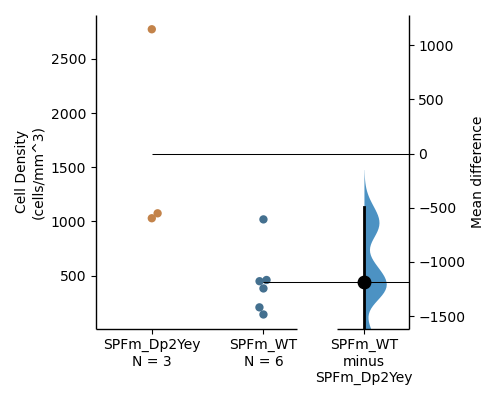 Cell Density
(cells/mm^3)
2500
2000
1500
1000
500
1000
500
0
−500
−1000
−1500
Mean difference
SPFm_Dp2Yey
N = 3
SPFm_WT
N = 6
SPFm_WT
minus
SPFm_Dp2Yey